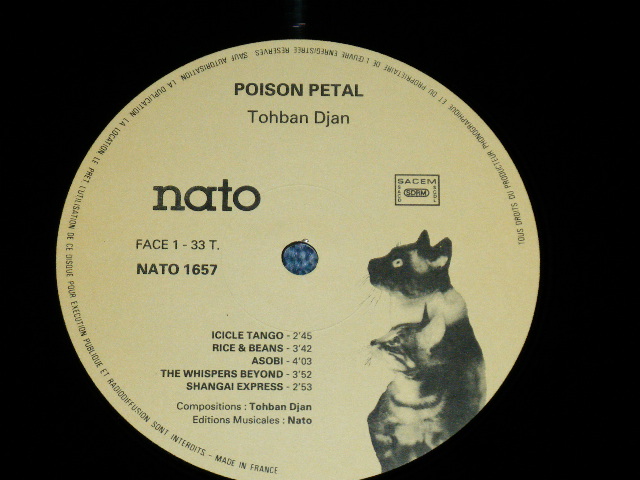 POISON PETAL
Tohban Djan
nato
SACEM
SACD
SDRM
SGDL
FACE 1 - 33 T.
NATO 1657
ICICLE TANGO - 2'45
RICE & BEANS - 3'42
ASOBI - 4'03
THE WHISPERS BEYOND - 3'52
SHANGAI EXPRESS - 2'53
Compositions : Tohban Djan
Editions Musicales : Nato
TOUS DROITS DU PRODUCTEUR PHONOGRAPHIQUE ET DU PROPRIETAIRE DE L'ŒUVRE ENREGISTREE RESERVES. SAUF AUTORISATION LA DUPLICATION, LA LOCATION, LE PRET, L'UTILISATION DE CE DISQUE POUR EXECUTION PUBLIQUE ET RADIODIFFUSION SONT INTERDITS - MADE IN FRANCE